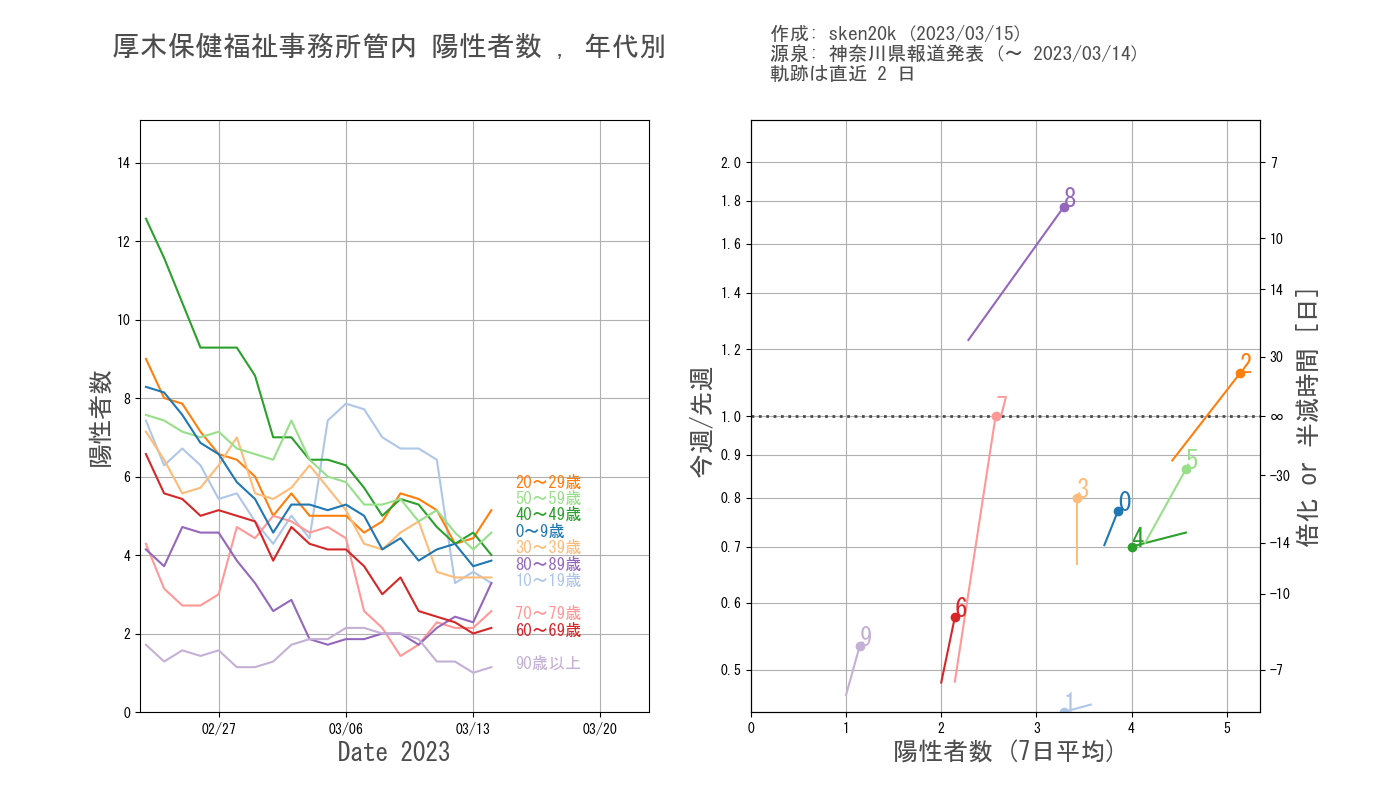 厚木保健福祉事務所管内 陽性者数 , 年代別
作成: sken20k (2023/03/15)
源泉: 神奈川県報道発表 (〜 2023/03/14)
軌跡は直近 2 日
陽性者数
14
12
10
8
6
4
2
0
02/27
03/06
03/13
03/20
Date 2023
20〜29歳
50〜59歳
40〜49歳
0〜9歳
30〜39歳
80〜89歳
10〜19歳
70〜79歳
60〜69歳
90歳以上
今週/先週
2.0
1.8
1.6
1.4
1.2
1.0
0.9
0.8
0.7
0.6
0.5
8
2
7
5
3
0
4
6
9
1
0
1
2
3
4
5
陽性者数 (7日平均)
7
10
14
30
∞
-30
-14
-10
-7
倍化 or 半減時間 [日]